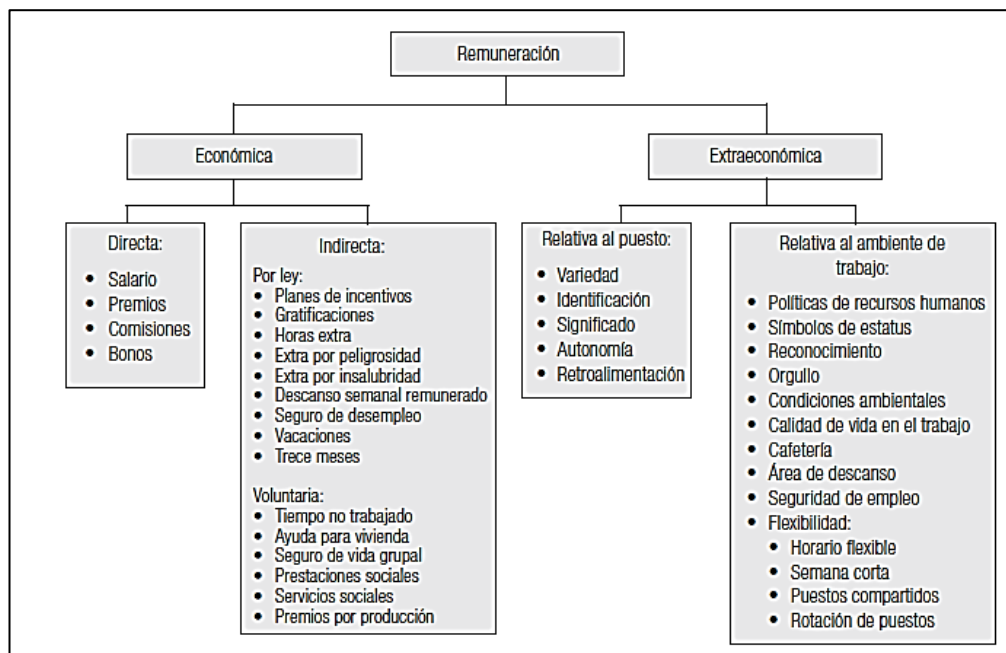 Remuneración
Económica
Extraeconómica
Directa:
• Salario
• Premios
• Comisiones
• Bonos
Indirecta:
Por ley:
• Planes de incentivos
• Gratificaciones
• Horas extra
• Extra por peligrosidad
• Extra por insalubridad
• Descanso semanal remunerado
• Seguro de desempleo
• Vacaciones
• Trece meses
Voluntaria:
• Tiempo no trabajado
• Ayuda para vivienda
• Seguro de vida grupal
• Prestaciones sociales
• Servicios sociales
• Premios por producción
Relativa al puesto:
• Variedad
• Identificación
• Significado
• Autonomía
• Retroalimentación
Relativa al ambiente de
trabajo:
• Políticas de recursos humanos
• Símbolos de estatus
• Reconocimiento
• Orgullo
• Condiciones ambientales
• Calidad de vida en el trabajo
• Cafetería
• Área de descanso
• Seguridad de empleo
• Flexibilidad:
• Horario flexible
• Semana corta
• Puestos compartidos
• Rotación de puestos